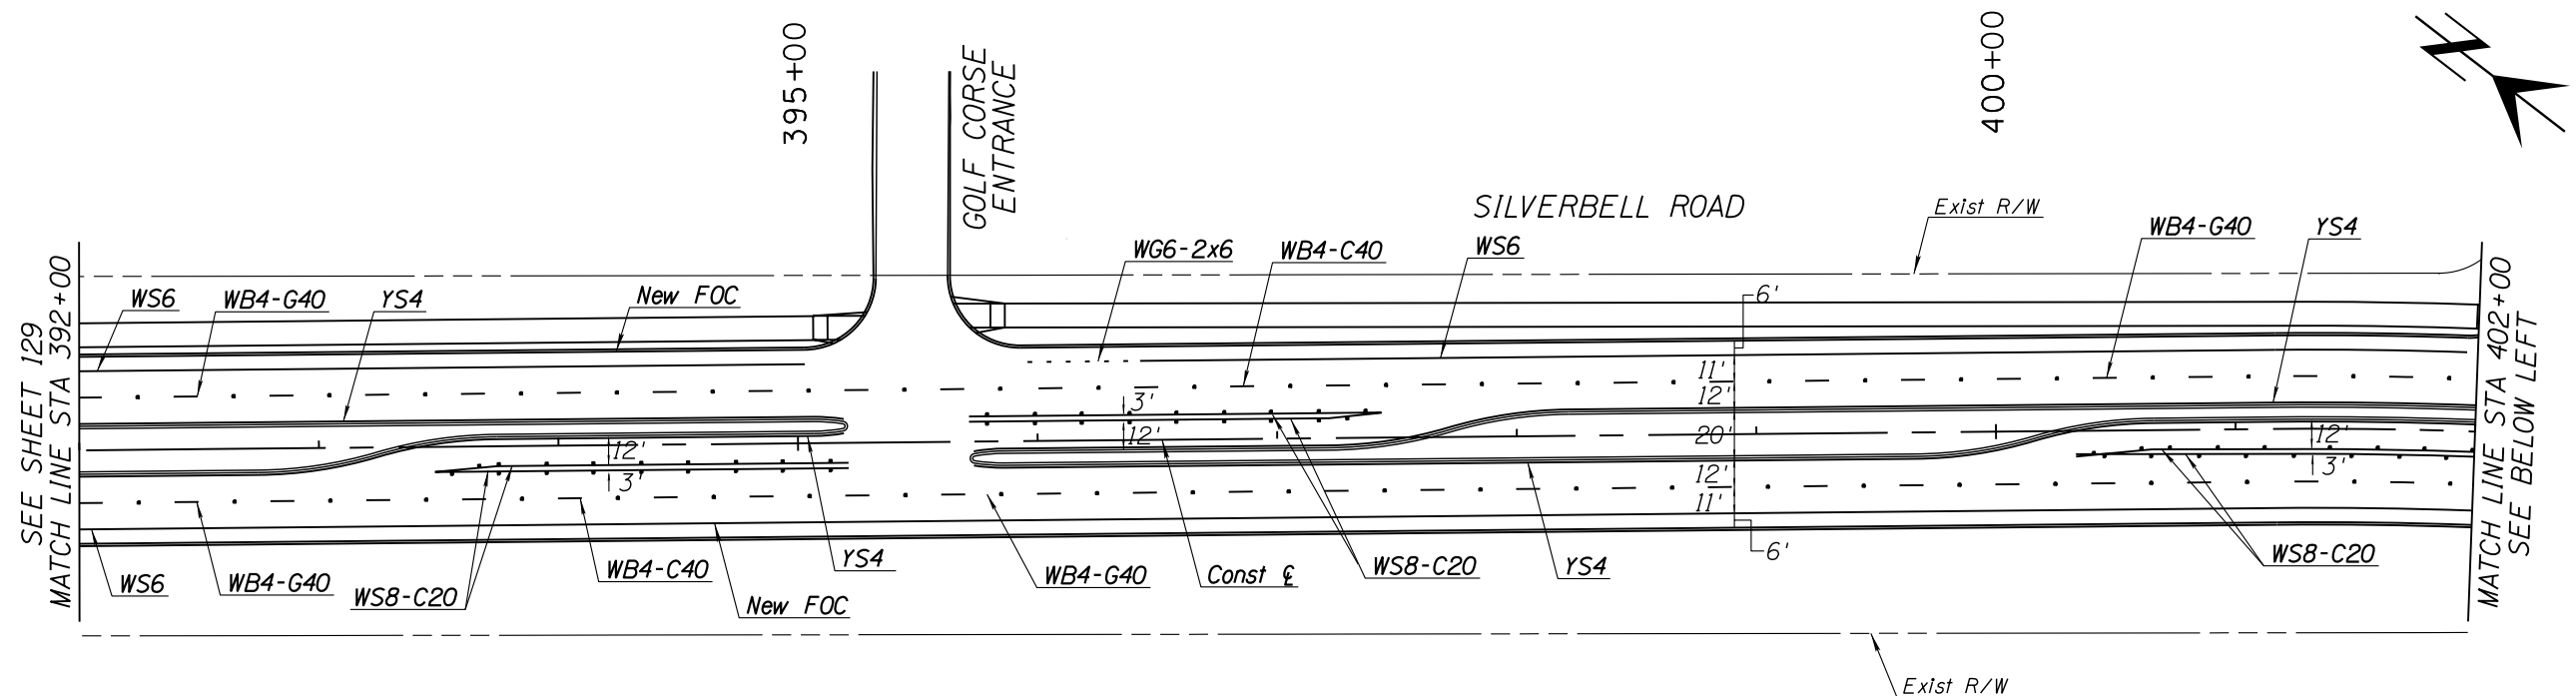 395+00
400+00
GOLF CORSE
ENTRANCE
SILVERBELL ROAD
Exist R/W
WB4-G40
YS4
WG6-2x6
WB4-C40
WS6
WS6
WB4-G40
YS4
New FOC
6'
SEE SHEET 129
MATCH LINE STA 392+00
MATCH LINE STA 402+00
SEE BELOW LEFT
11'
12'
3'
12'
20'
12'
3'
12'
11'
12'
3'
6'
WS6
WB4-G40
WS8-C20
WB4-C40
New FOC
YS4
WB4-G40
Const ℄
WS8-C20
YS4
WS8-C20
Exist R/W